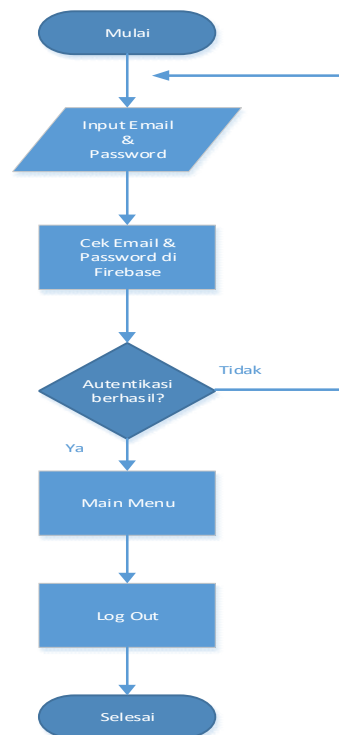 Mulai
Input Email
&
Password
Cek Email &
Password di
Firebase
Autentikasi
berhasil?
Tidak
Ya
Main Menu
Log Out
Selesai